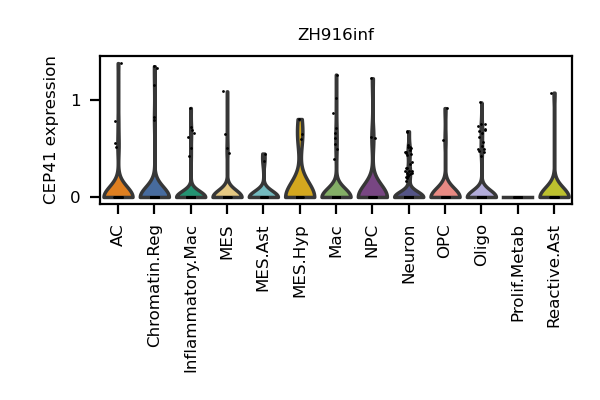 ZH916inf
CEP41 expression
1
0
AC
Chromatin.Reg
Inflammatory.Mac
MES
MES.Ast
MES.Hyp
Mac
NPC
Neuron
OPC
Oligo
Prolif.Metab
Reactive.Ast